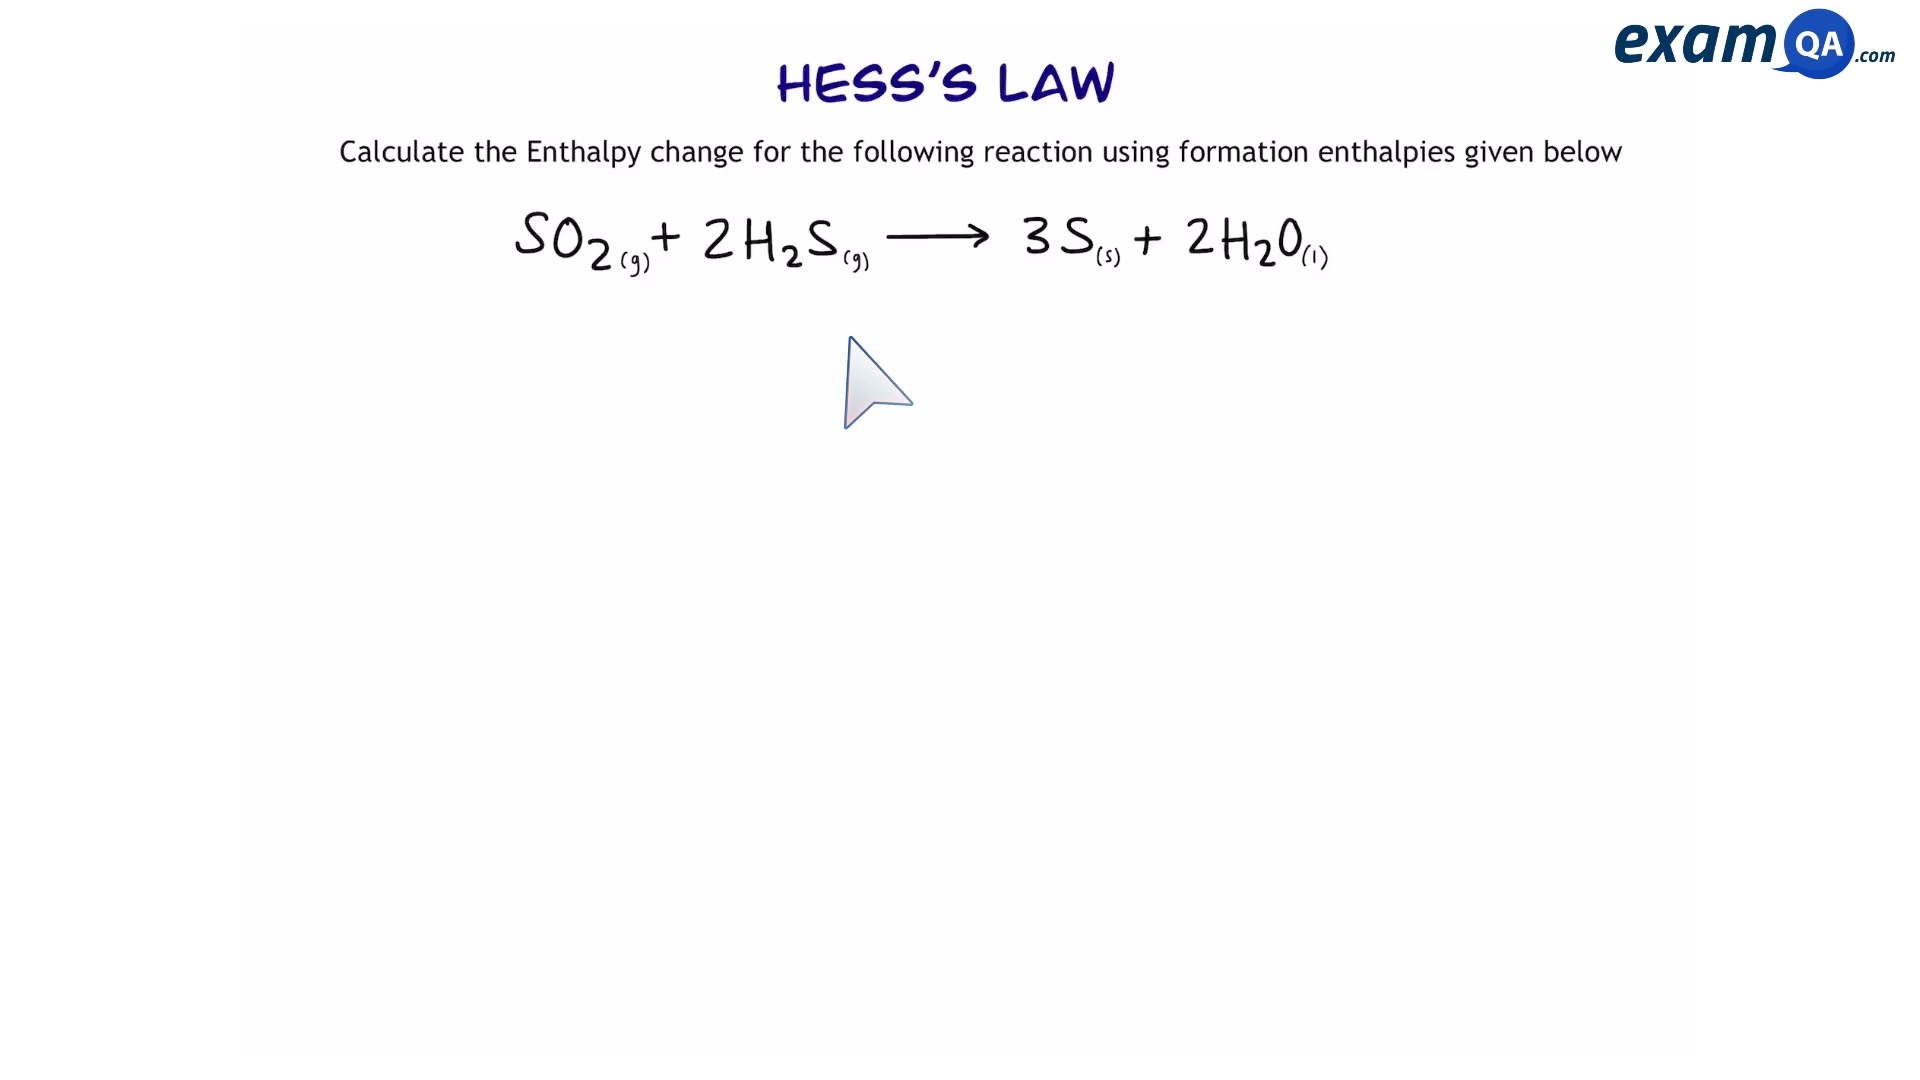 examQA.com
HESS'S LAW
Calculate the Enthalpy change for the following reaction using formation enthalpies given below
SO₂(g) + 2H₂S(g) ⟶ 3S(s) + 2H₂O(l)